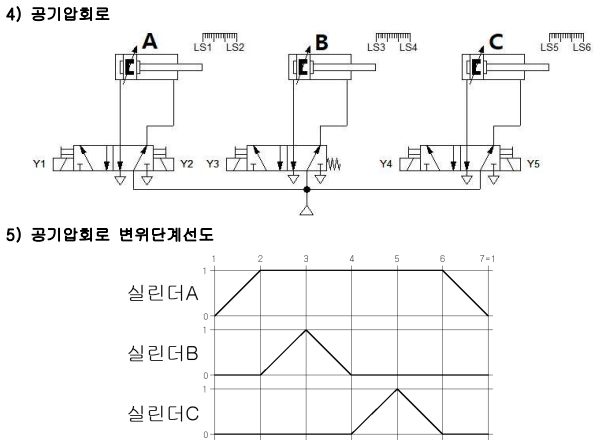 4) 공기압회로
A B C
LS1 LS2 LS3 LS4 LS5 LS6
Y1 Y2 Y3 Y4 Y5
5) 공기압회로 변위단계선도
1 2 3 4 5 6 7=1
1
실린더A
0
1
실린더B
0
1
실린더C
0